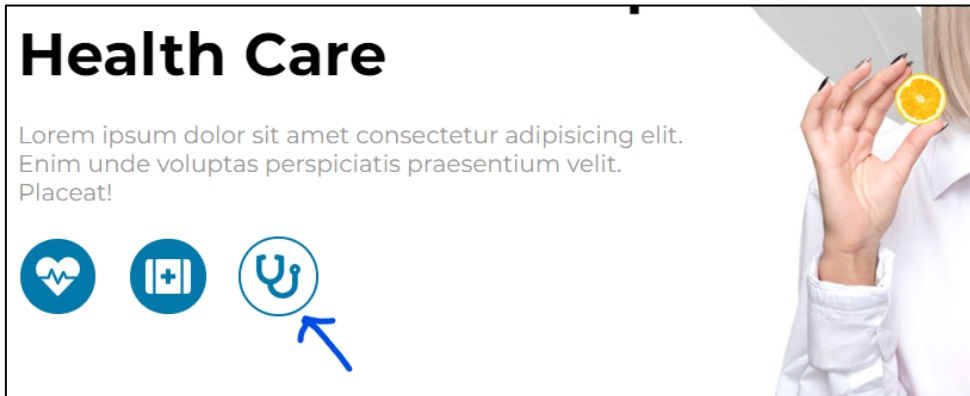 Health Care
Lorem ipsum dolor sit amet consectetur adipisicing elit.
Enim unde voluptas perspiciatis praesentium velit.
Placeat!